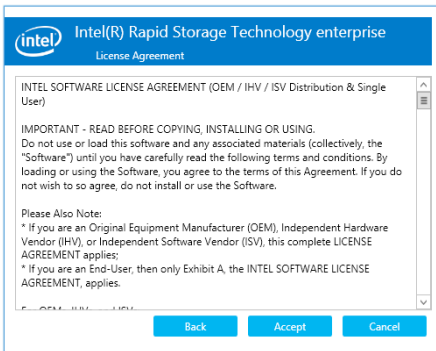 intel
Intel(R) Rapid Storage Technology enterprise
License Agreement
INTEL SOFTWARE LICENSE AGREEMENT (OEM / IHV / ISV Distribution & Single
User)
IMPORTANT - READ BEFORE COPYING, INSTALLING OR USING.
Do not use or load this software and any associated materials (collectively, the
"Software") until you have carefully read the following terms and conditions. By
loading or using the Software, you agree to the terms of this Agreement. If you do
not wish to so agree, do not install or use the Software.
Please Also Note:
* If you are an Original Equipment Manufacturer (OEM), Independent Hardware
Vendor (IHV), or Independent Software Vendor (ISV), this complete LICENSE
AGREEMENT applies;
* If you are an End-User, then only Exhibit A, the INTEL SOFTWARE LICENSE
AGREEMENT, applies.
Back
Accept
Cancel